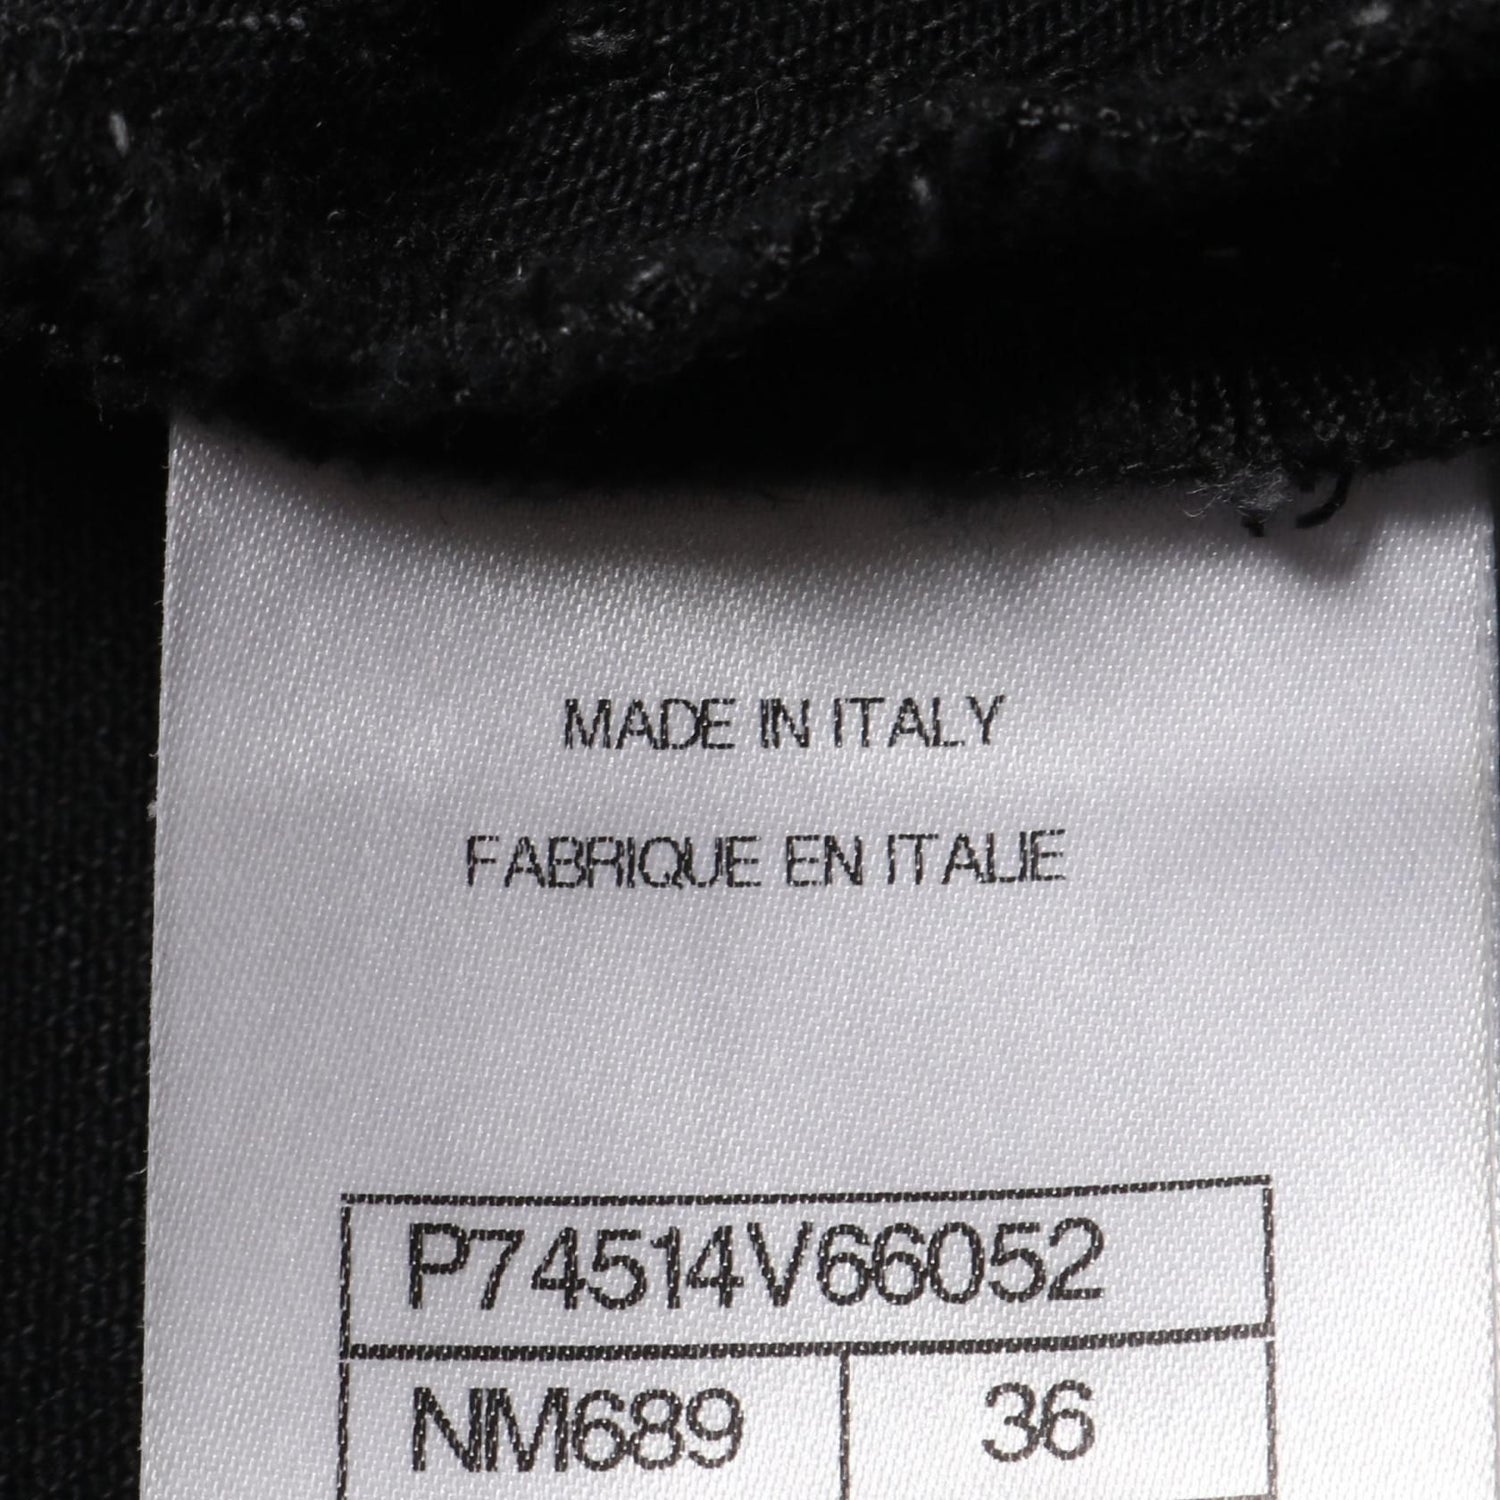 MADE IN ITALY
FABRIQUE EN ITALIE
P74514V66052
NM689 36